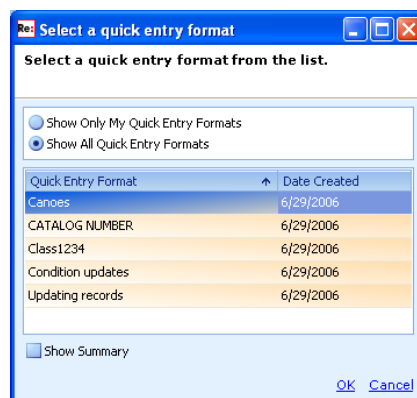 Re: Select a quick entry format
Select a quick entry format from the list.
Show Only My Quick Entry Formats
Show All Quick Entry Formats
Quick Entry Format Date Created
Canoes 6/29/2006
CATALOG NUMBER 6/29/2006
Class1234 6/29/2006
Condition updates 6/29/2006
Updating records 6/29/2006
Show Summary
OK Cancel